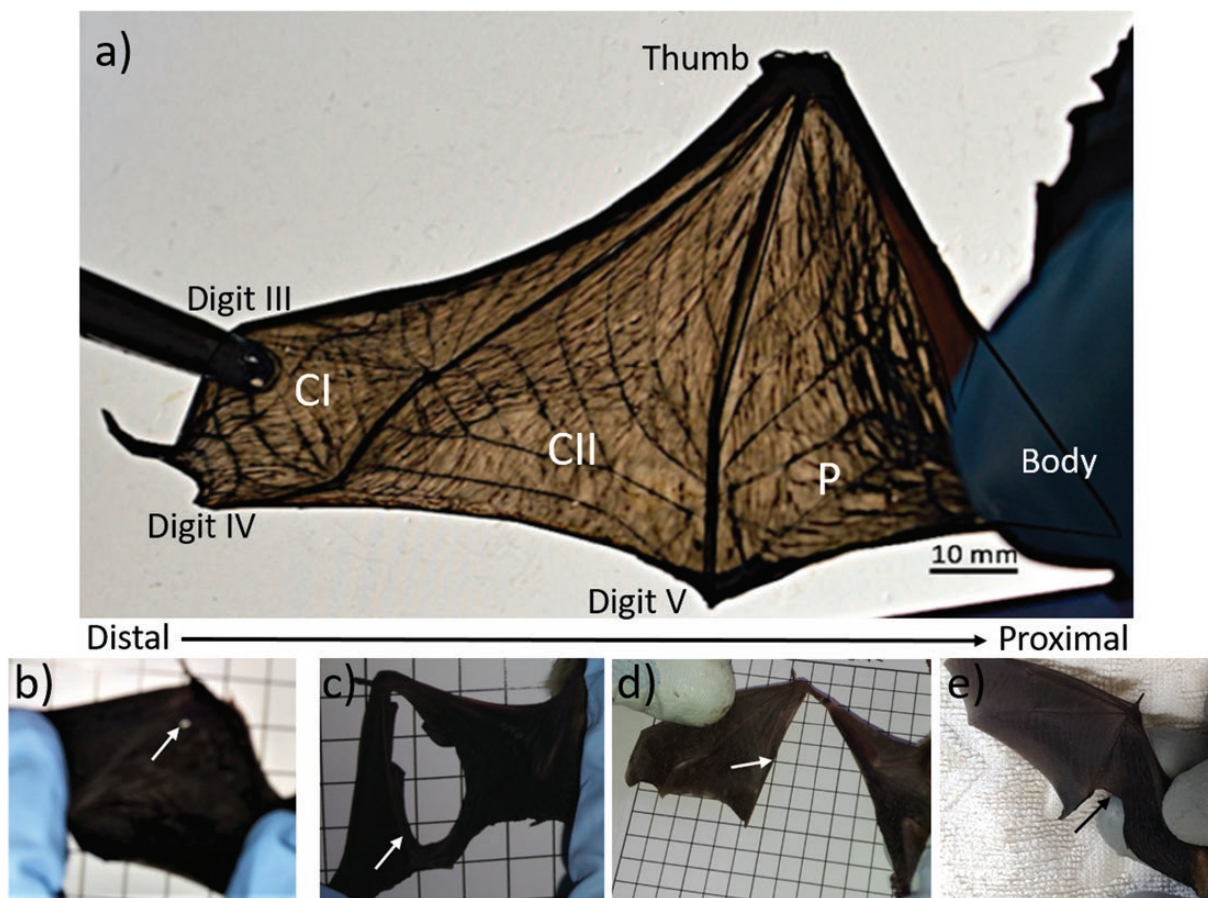 a)
Thumb
Digit III
CI
CII
P
Body
Digit IV
10 mm
Digit V
Distal
Proximal
b)
c)
d)
e)